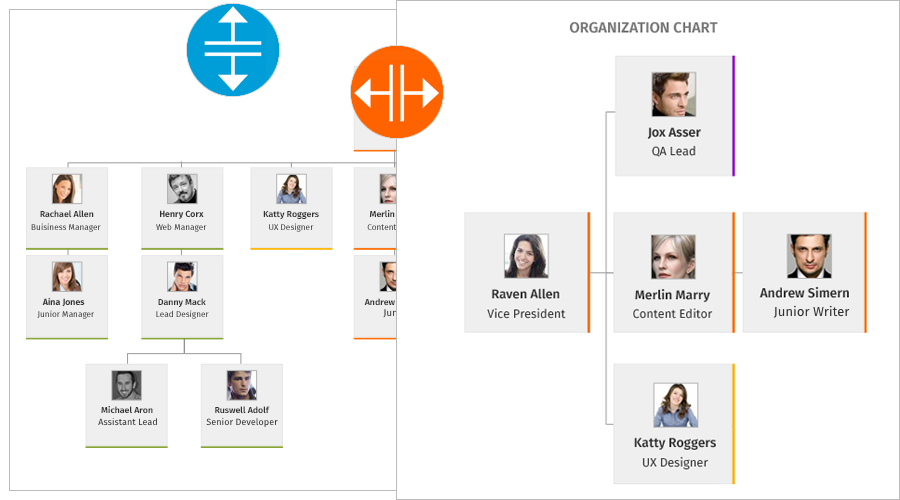 ORGANIZATION CHART
Rachael Allen
Buisiness Manager
Henry Corx
Web Manager
Katty Roggers
UX Designer
Merlin
Content
Aina Jones
Junior Manager
Danny Mack
Lead Designer
Andrew
Jun
Michael Aron
Assistant Lead
Ruswell Adolf
Senior Developer
Jox Asser
QA Lead
Raven Allen
Vice President
Merlin Marry
Content Editor
Andrew Simern
Junior Writer
Katty Roggers
UX Designer